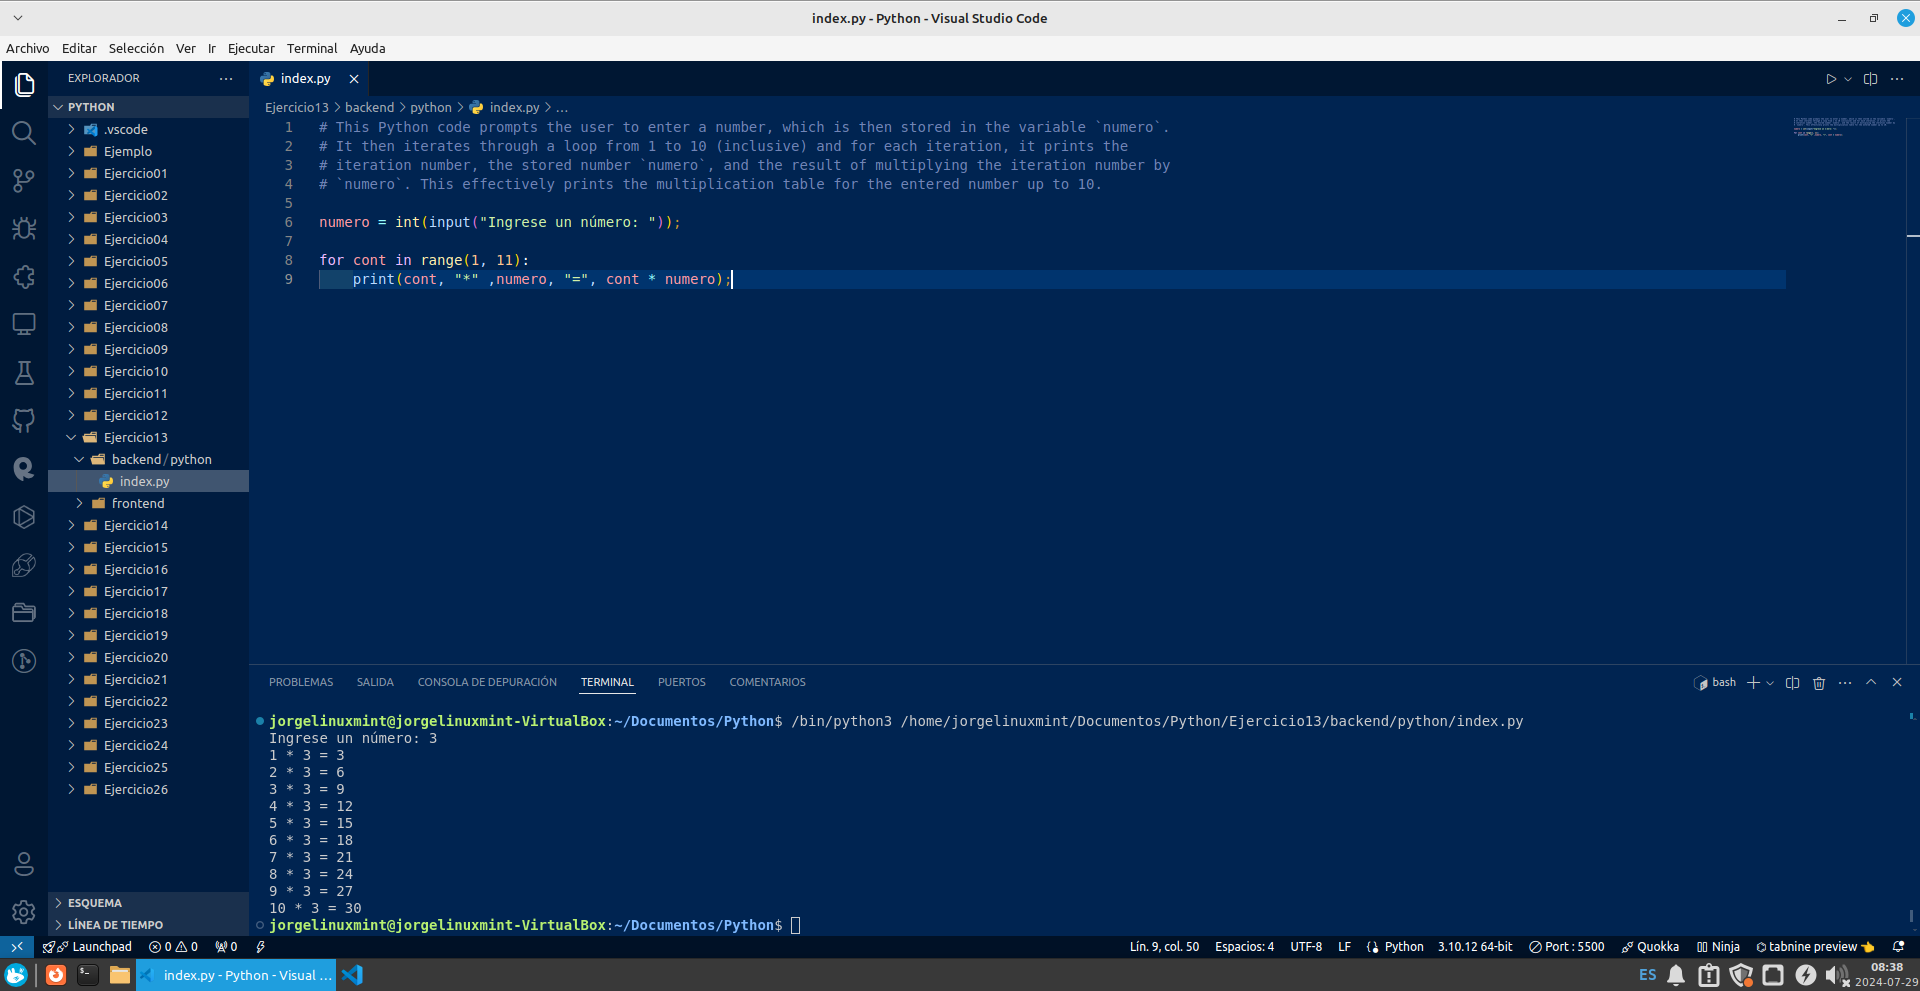 index.py - Python - Visual Studio Code
Archivo Editar Selección Ver Ir Ejecutar Terminal Ayuda
EXPLORADOR
index.py
PYTHON
Ejercicio13 > backend > python > index.py > ...
.vscode
Ejemplo
Ejercicio01
Ejercicio02
Ejercicio03
Ejercicio04
Ejercicio05
Ejercicio06
Ejercicio07
Ejercicio08
Ejercicio09
Ejercicio10
Ejercicio11
Ejercicio12
Ejercicio13
backend/python
index.py
frontend
Ejercicio14
Ejercicio15
Ejercicio16
Ejercicio17
Ejercicio18
Ejercicio19
Ejercicio20
Ejercicio21
Ejercicio22
Ejercicio23
Ejercicio24
Ejercicio25
Ejercicio26
ESQUEMA
LÍNEA DE TIEMPO
1 # This Python code prompts the user to enter a number, which is then stored in the variable `numero`.
2 # It then iterates through a loop from 1 to 10 (inclusive) and for each iteration, it prints the
3 # iteration number, the stored number `numero`, and the result of multiplying the iteration number by
4 # `numero`. This effectively prints the multiplication table for the entered number up to 10.
5
6 numero = int(input("Ingrese un número: "));
7
8 for cont in range(1, 11):
9     print(cont, "*" ,numero, "=", cont * numero);
PROBLEMAS SALIDA CONSOLA DE DEPURACIÓN TERMINAL PUERTOS COMENTARIOS
bash
jorgelinuxmint@jorgelinuxmint-VirtualBox:~/Documentos/Python$ /bin/python3 /home/jorgelinuxmint/Documentos/Python/Ejercicio13/backend/python/index.py
Ingrese un número: 3
1 * 3 = 3
2 * 3 = 6
3 * 3 = 9
4 * 3 = 12
5 * 3 = 15
6 * 3 = 18
7 * 3 = 21
8 * 3 = 24
9 * 3 = 27
10 * 3 = 30
jorgelinuxmint@jorgelinuxmint-VirtualBox:~/Documentos/Python$
Launchpad 0 0 0 Lín. 9, col. 50 Espacios: 4 UTF-8 LF Python 3.10.12 64-bit Port : 5500 Quokka Ninja tabnine preview
index.py - Python - Visual ...
ES
08:38
2024-07-29